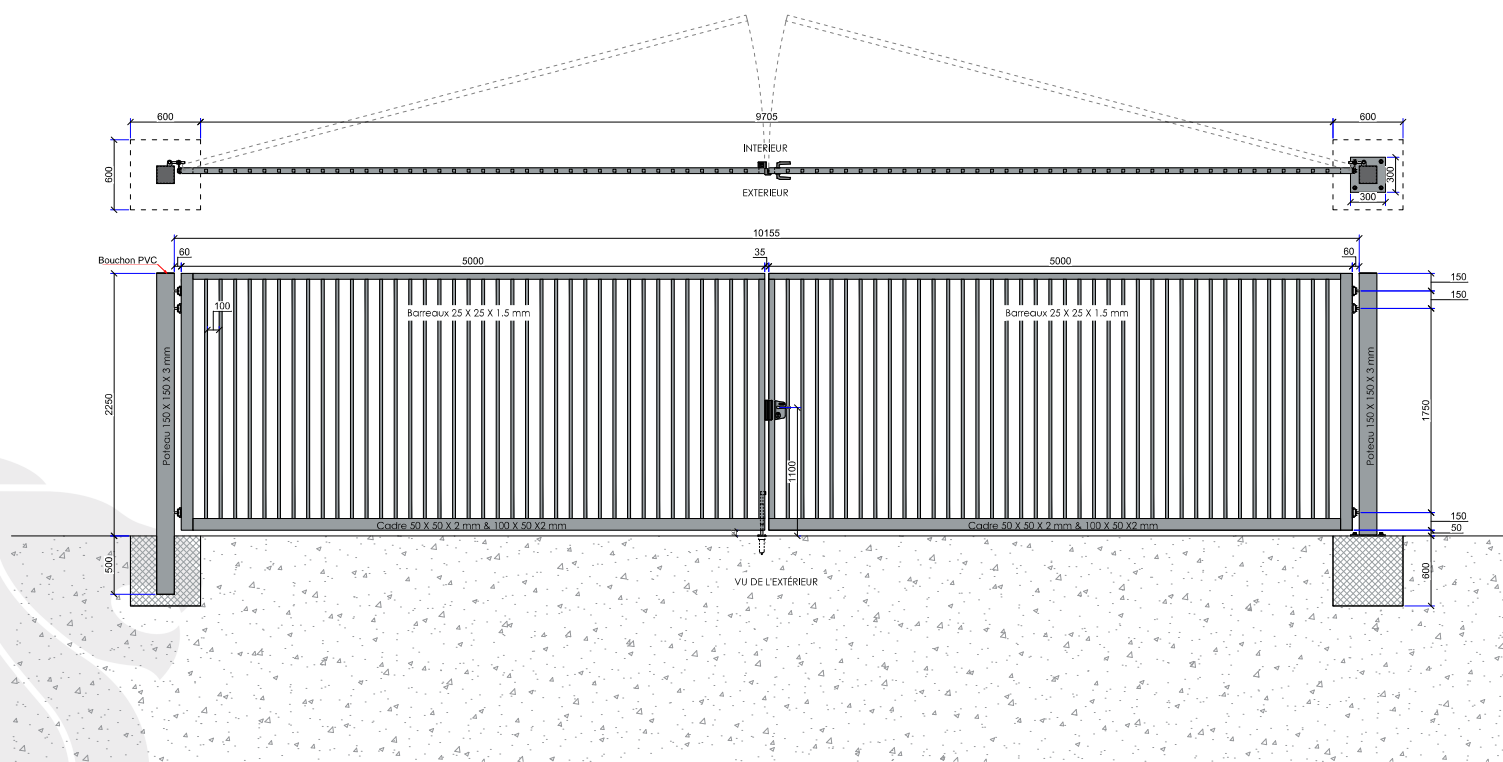 600
9705
600
INTERIEUR
EXTERIEUR
600
300
300
10155
Bouchon PVC
60
5000
35
5000
60
150
150
100
Barreaux 25 X 25 X 1.5 mm
Barreaux 25 X 25 X 1.5 mm
Poteau 150 X 150 X 3 mm
Poteau 150 X 150 X 3 mm
2250
1750
1100
Cadre 50 X 50 X 2 mm & 100 X 50 X2 mm
Cadre 50 X 50 X 2 mm & 100 X 50 X2 mm
150
50
500
600
VU DE L'EXTÉRIEUR